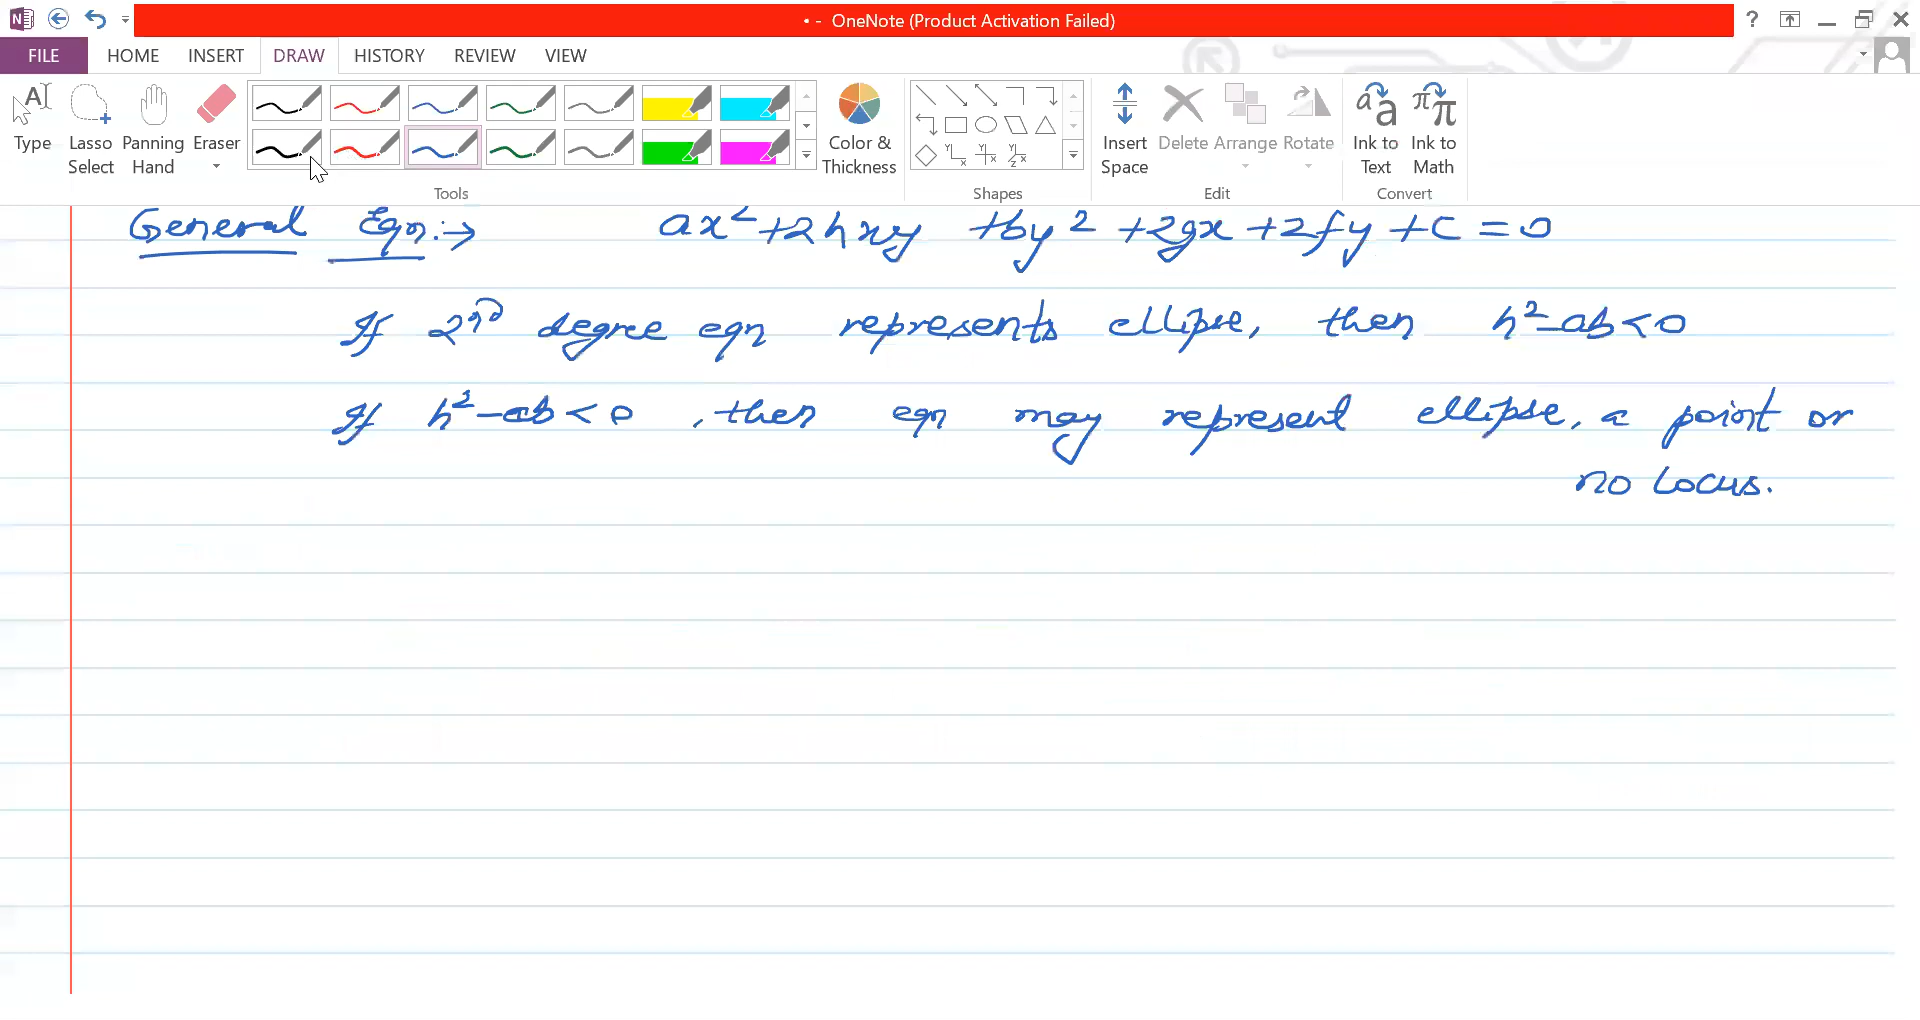 • - OneNote (Product Activation Failed) ?
FILE HOME INSERT DRAW HISTORY REVIEW VIEW
Type Lasso Select Panning Hand Eraser Color & Thickness Insert Space Delete Arrange Rotate Ink to Text Ink to Math
Tools Shapes Edit Convert
General Eqn:→ ax²+2hxy +by²+2gx+2fy+c=0
If 2nd degree eqn represents ellipse, then h²-ab<0
If h²-ab<0, then eqn may represent ellipse, a point or
no locus.